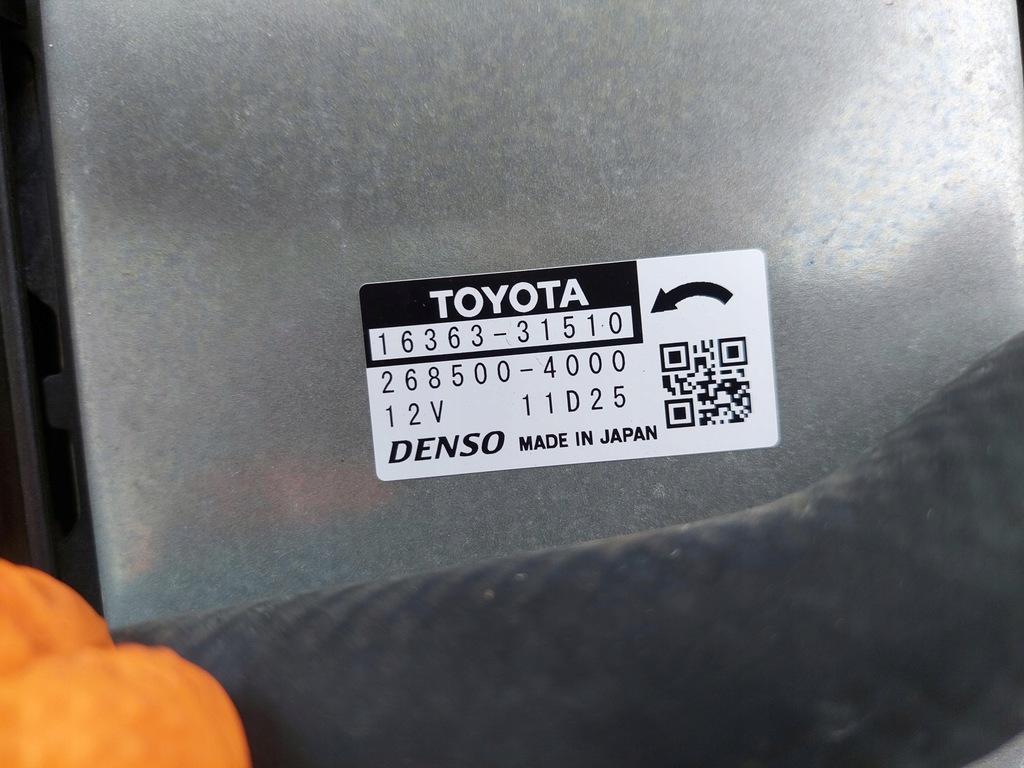 TOYOTA
16363-31510
268500-4000
12V 11D25
DENSO MADE IN JAPAN